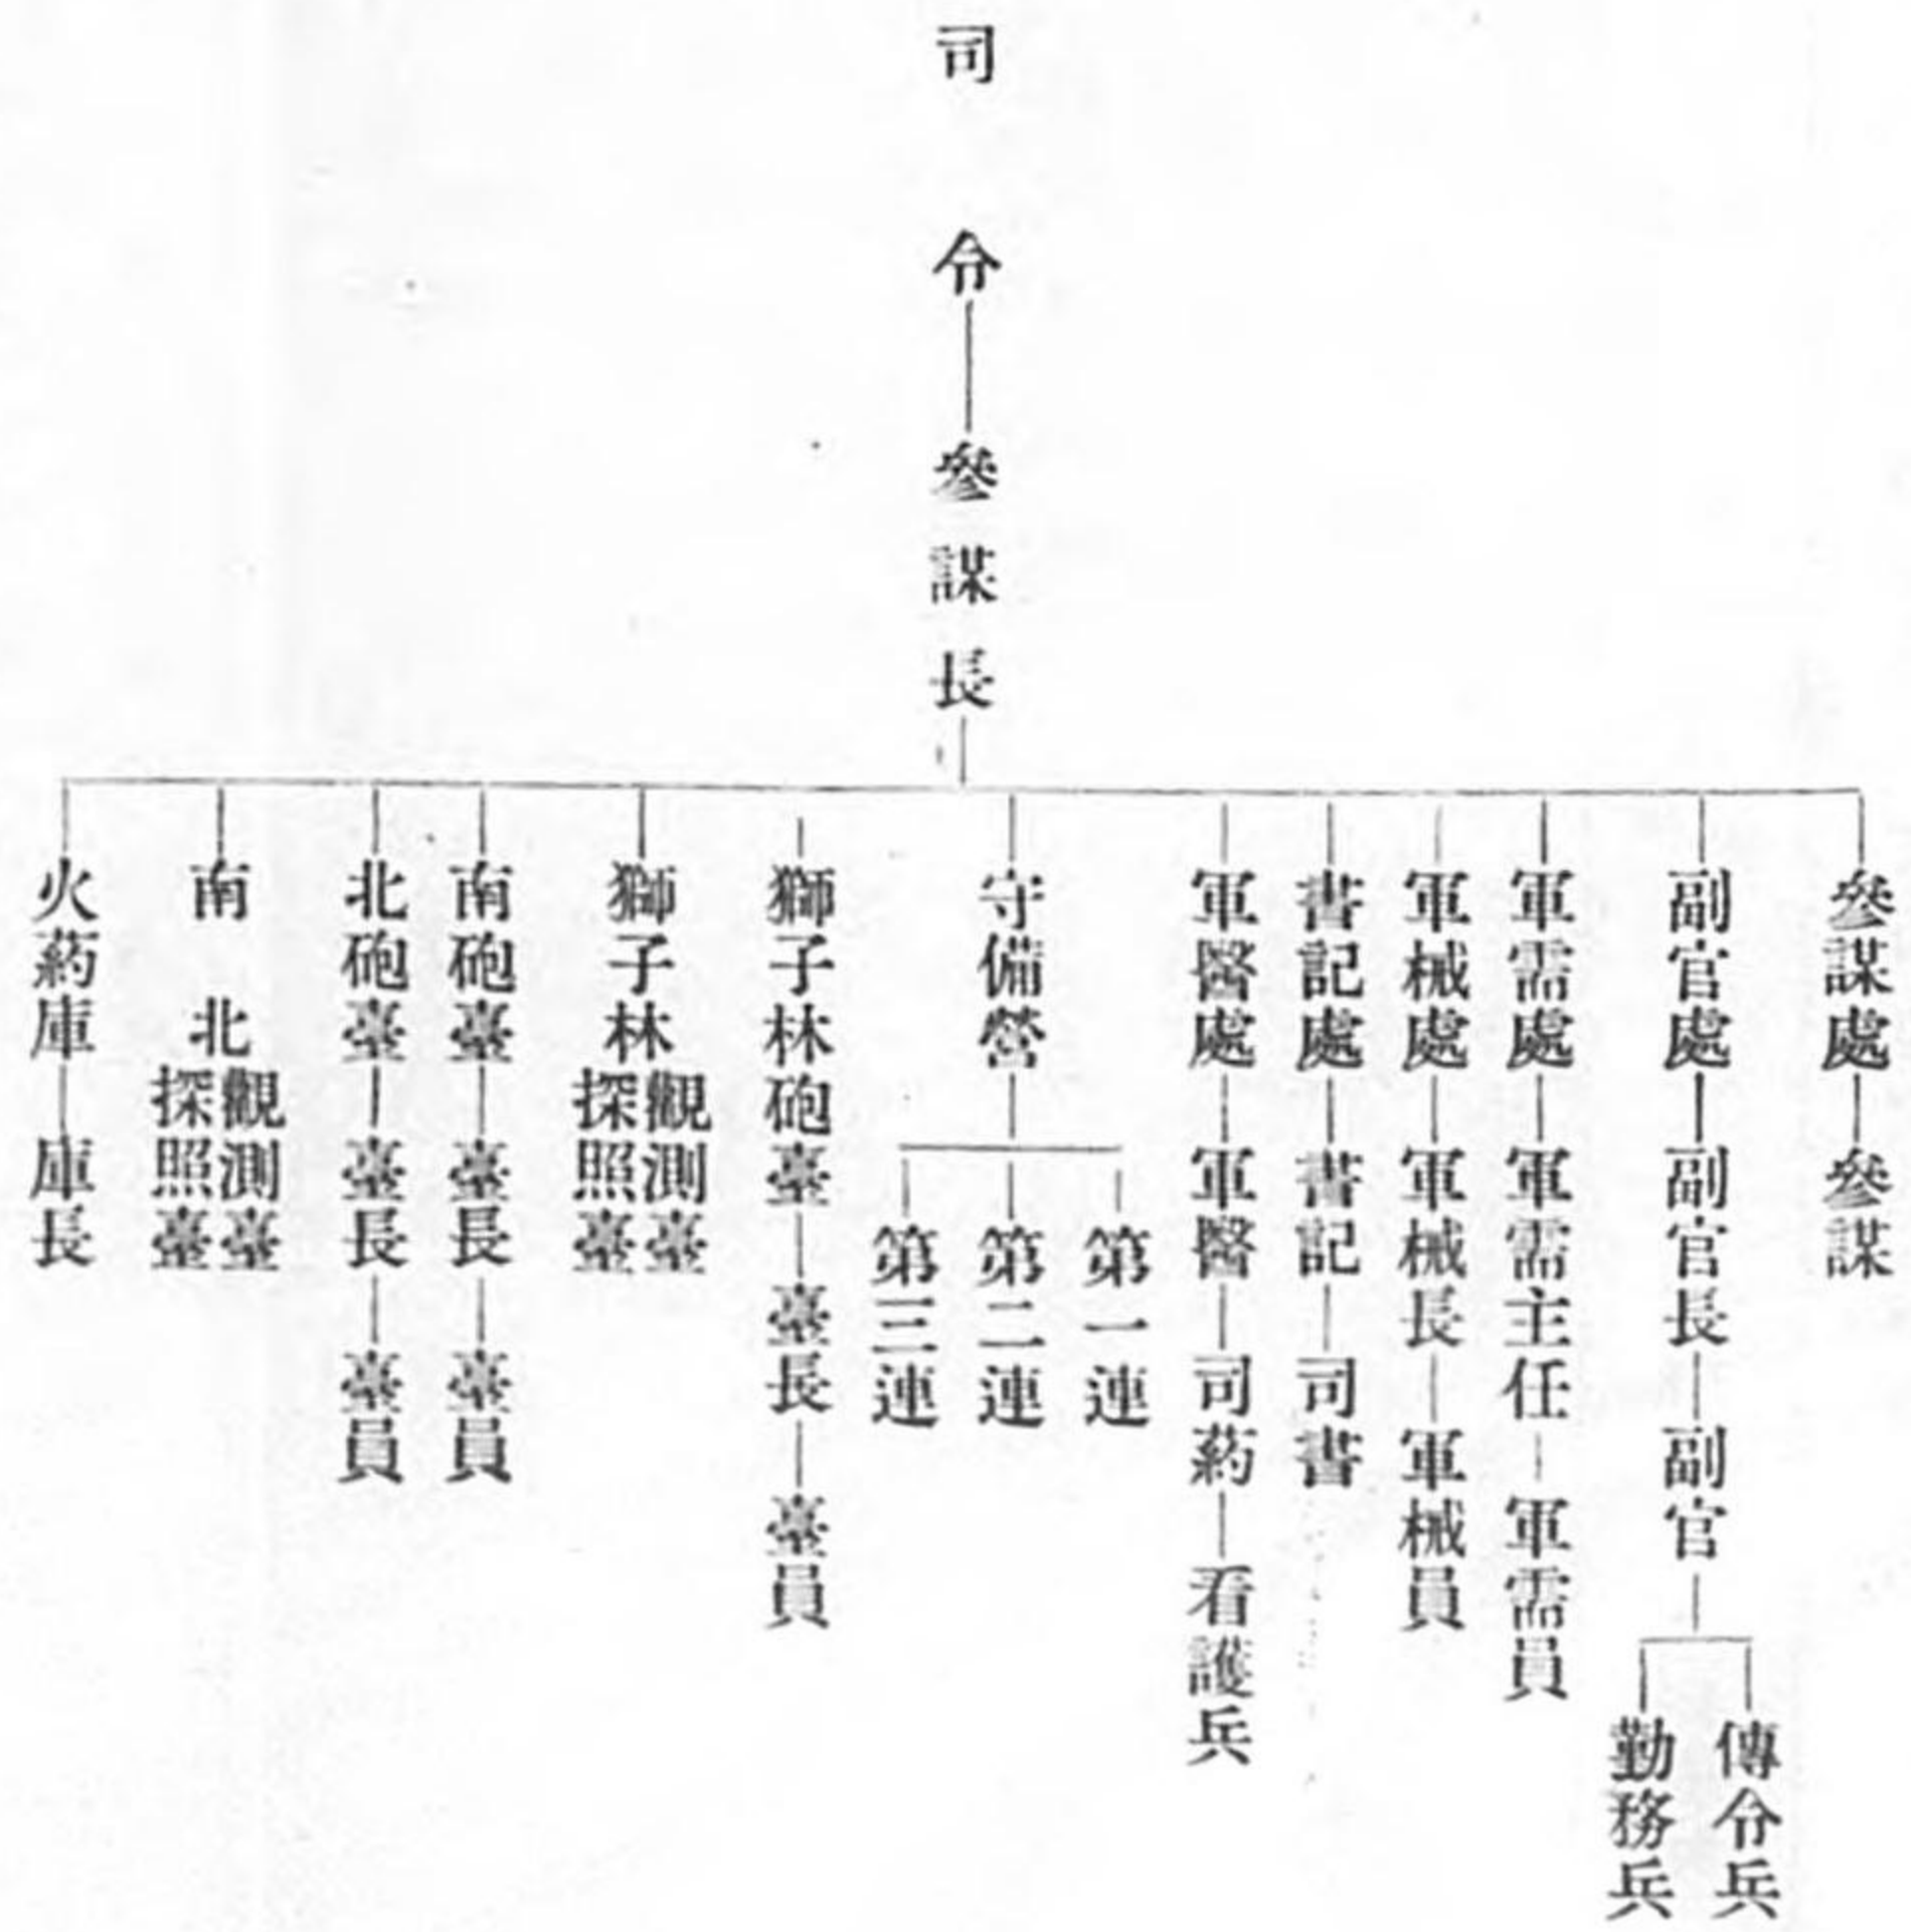 司令
參謀長
參謀處
參謀
副官處
副官長
副官
傳令兵
勤務兵
軍需處
軍需主任
軍需員
軍械處
軍械長
軍械員
書記處
書記
司書
軍醫處
軍醫
司葯
看護兵
守備營
第一連
第二連
第三連
獅子林砲臺
臺長
臺員
獅子林
觀測臺
探照臺
南砲臺
臺長
臺員
北砲臺
臺長
臺員
南北
觀測臺
探照臺
火葯庫
庫長